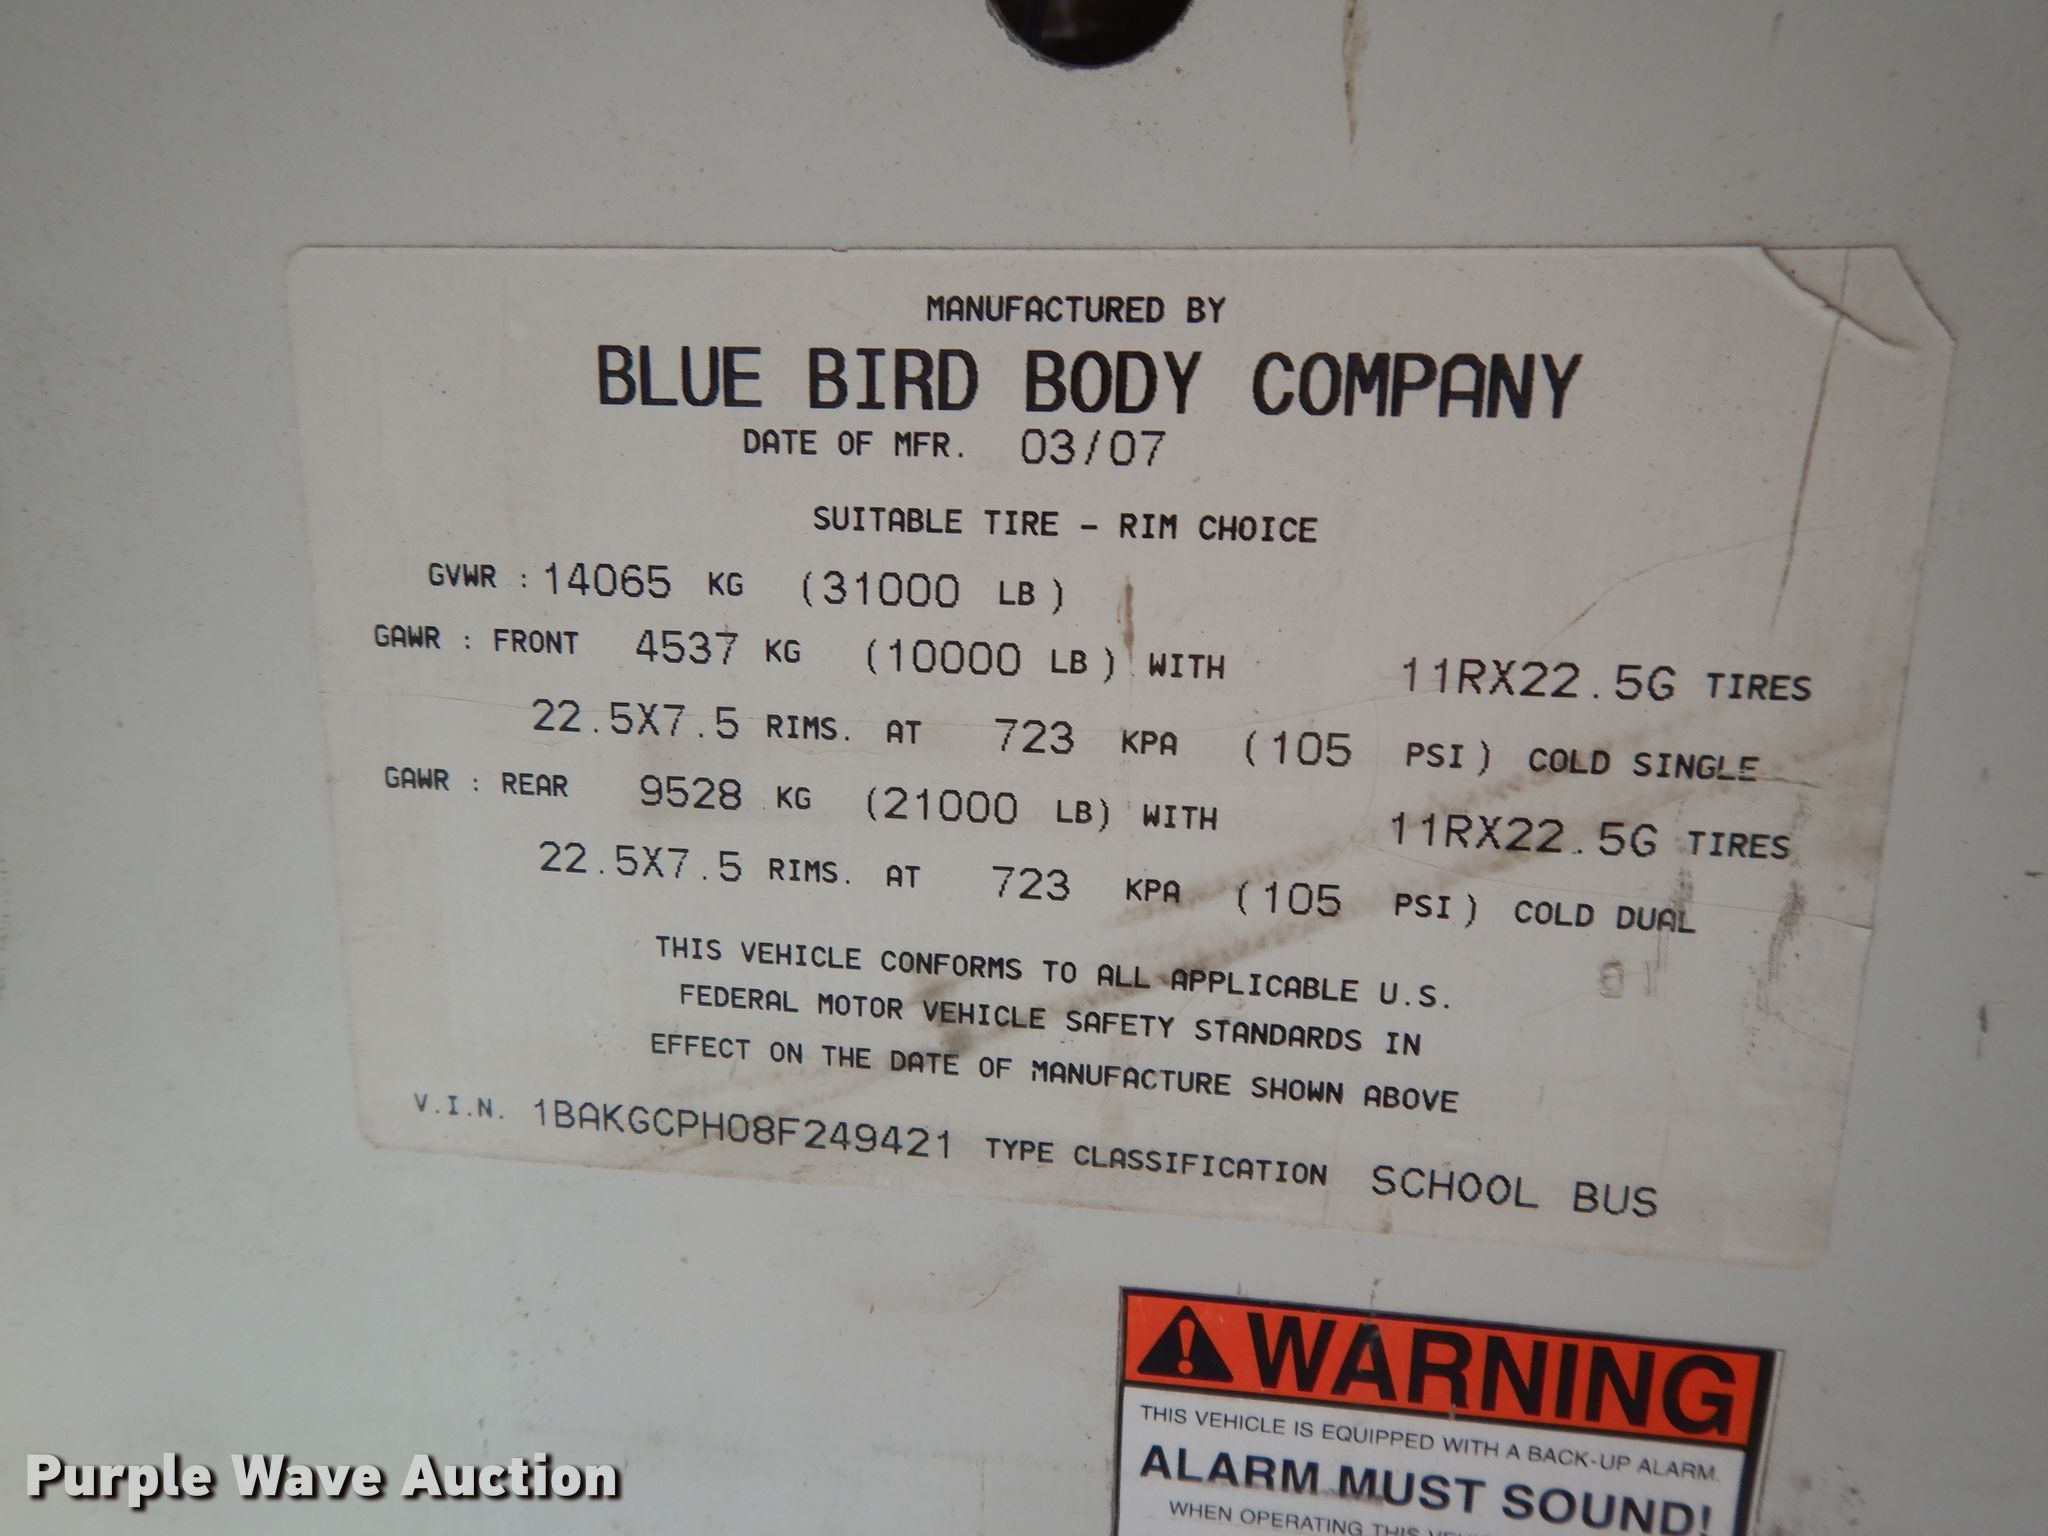 MANUFACTURED BY
BLUE BIRD BODY COMPANY
DATE OF MFR. 03/07
SUITABLE TIRE - RIM CHOICE
GVWR : 14065 KG (31000 LB)
GAWR : FRONT 4537 KG (10000 LB) WITH 11RX22.5G TIRES
22.5X7.5 RIMS. AT 723 KPA (105 PSI) COLD SINGLE
GAWR : REAR 9528 KG (21000 LB) WITH 11RX22.5G TIRES
22.5X7.5 RIMS. AT 723 KPA (105 PSI) COLD DUAL
THIS VEHICLE CONFORMS TO ALL APPLICABLE U.S.
FEDERAL MOTOR VEHICLE SAFETY STANDARDS IN
EFFECT ON THE DATE OF MANUFACTURE SHOWN ABOVE
V.I.N. 1BAKGCPH08F249421 TYPE CLASSIFICATION SCHOOL BUS
WARNING
THIS VEHICLE IS EQUIPPED WITH A BACK-UP ALARM.
ALARM MUST SOUND!
WHEN OPERATING THIS
Purple Wave Auction